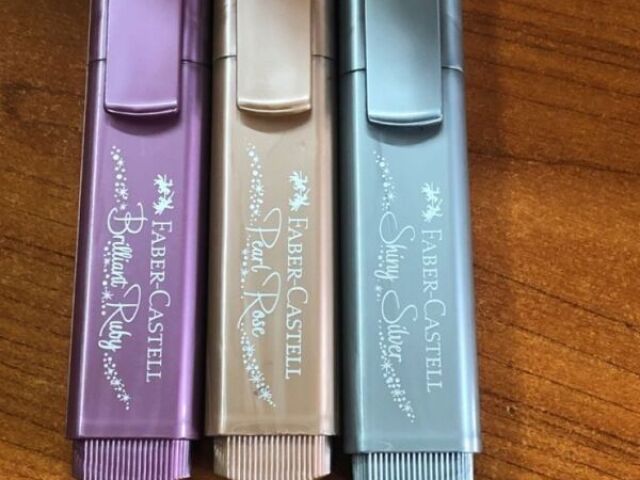 FABER-CASTELL
Brilliant Ruby
FABER-CASTELL
Pearl Rose
FABER-CASTELL
Shiny Silver